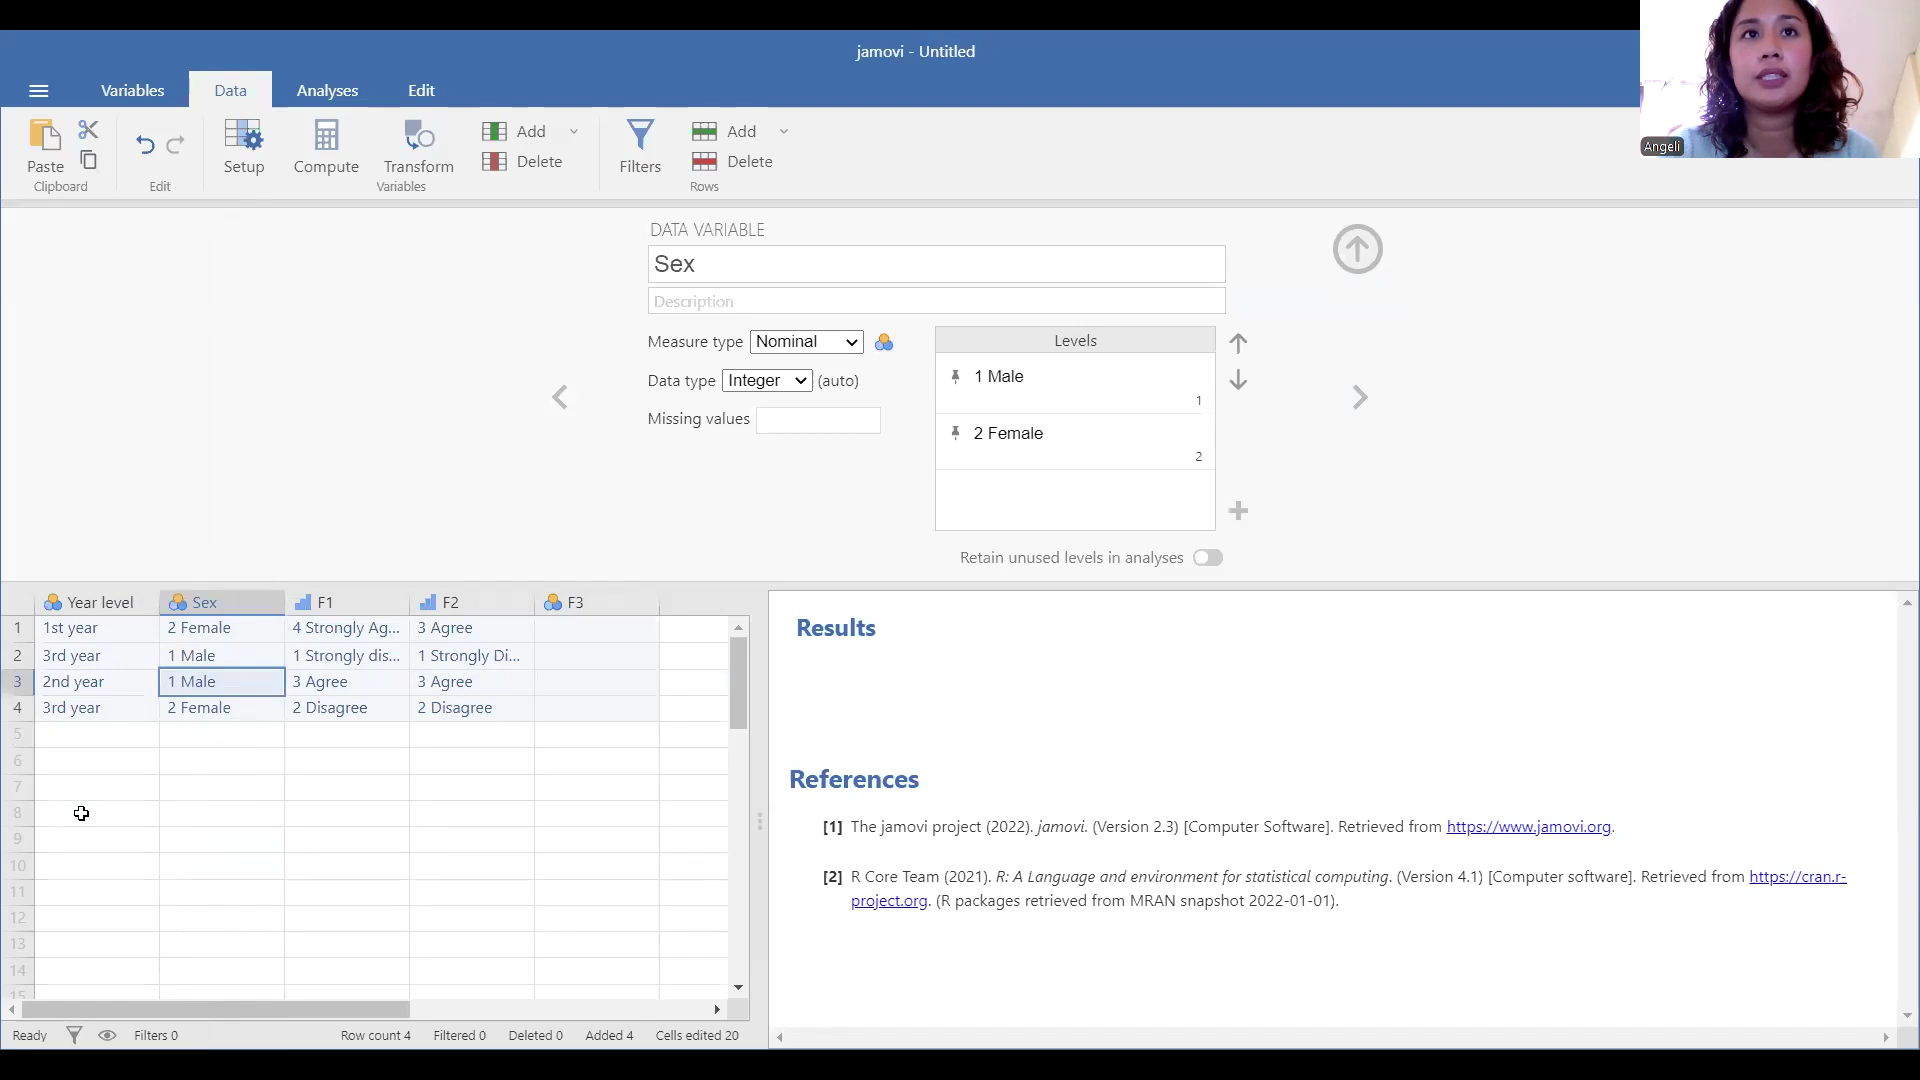 jamovi - Untitled
Variables Data Analyses Edit
Paste
Clipboard
Edit
Setup Compute Transform
Variables
Add
Delete
Filters
Add
Delete
Rows
Angeli
DATA VARIABLE
Sex
Description
Measure type Nominal
Data type Integer (auto)
Missing values
Levels
1 Male
1
2 Female
2
Retain unused levels in analyses
Year level Sex F1 F2 F3
1 1st year 2 Female 4 Strongly Ag... 3 Agree
2 3rd year 1 Male 1 Strongly dis... 1 Strongly Di...
3 2nd year 1 Male 3 Agree 3 Agree
4 3rd year 2 Female 2 Disagree 2 Disagree
5
6
7
8
9
10
11
12
13
14
15
Ready Filters 0 Row count 4 Filtered 0 Deleted 0 Added 4 Cells edited 20
Results
References
[1] The jamovi project (2022). jamovi. (Version 2.3) [Computer Software]. Retrieved from https://www.jamovi.org.
[2] R Core Team (2021). R: A Language and environment for statistical computing. (Version 4.1) [Computer software]. Retrieved from https://cran.r-
project.org. (R packages retrieved from MRAN snapshot 2022-01-01).